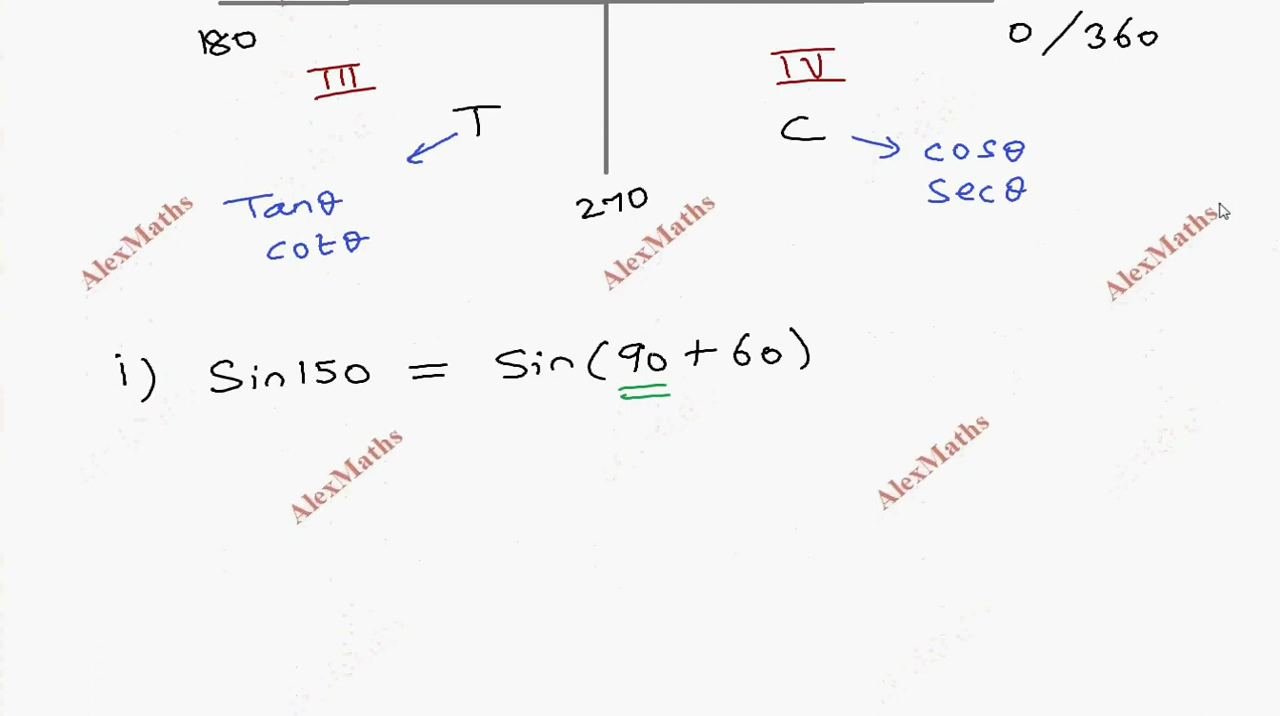 180
0/360
III
IV
T
C
Tanθ
cotθ
270
cosθ
secθ
AlexMaths
AlexMaths
AlexMaths
i) Sin150 = Sin(90+60)
AlexMaths
AlexMaths